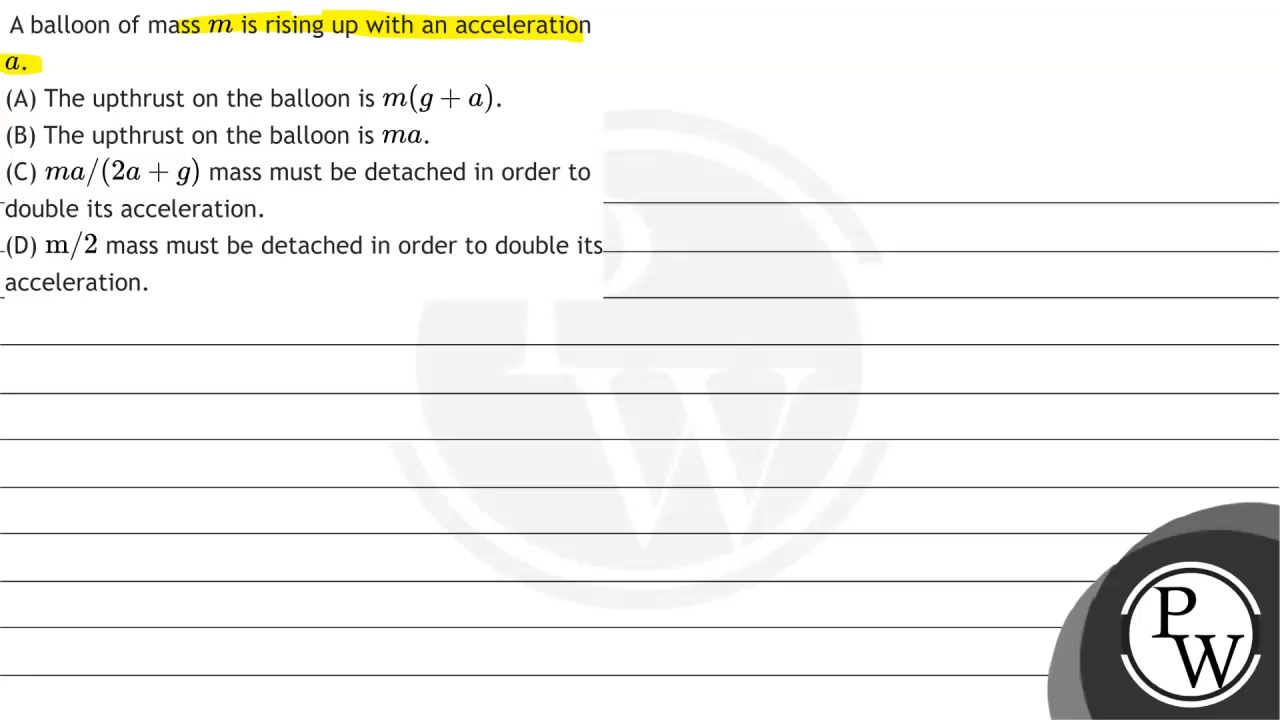 A balloon of mass m is rising up with an acceleration
a.
(A) The upthrust on the balloon is m(g + a).
(B) The upthrust on the balloon is ma.
(C) ma/(2a + g) mass must be detached in order to
double its acceleration.
(D) m/2 mass must be detached in order to double its
acceleration.
P
W
P
W